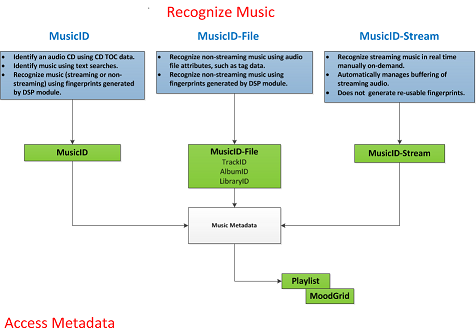 Recognize Music
MusicID
MusicID-File
MusicID-Stream
• Identify an audio CD using CD TOC data.
• Identify music using text searches.
• Recognize music (streaming or non-
streaming) using fingerprints generated
by DSP module.
• Recognize non-streaming music using audio
file attributes, such as tag data.
• Recognize non-streaming music using
fingerprints generated by DSP module.
• Recognize streaming music in real time
manually on-demand.
• Automatically manages buffering of
streaming audio.
• Does not generate re-usable fingerprints.
MusicID
MusicID-File
TrackID
AlbumID
LibraryID
MusicID-Stream
Music Metadata
Playlist
MoodGrid
Access Metadata